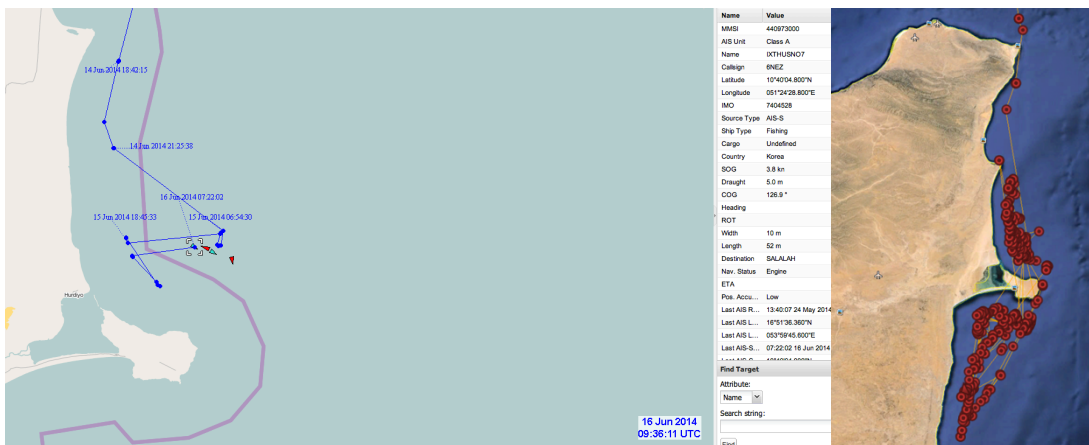 14 Jun 2014 18:42:15
14 Jun 2014 21:25:38
16 Jun 2014 07:22:02
15 Jun 2014 18:45:33
15 Jun 2014 06:54:30
Hurdiyo
16 Jun 2014
09:36:11 UTC
Name Value
MMSI 440973000
AIS Unit Class A
Name IXTHUSNO7
Callsign 6NEZ
Latitude 10°40'04.800"N
Longitude 051°24'28.800"E
IMO 7404528
Source Type AIS-S
Ship Type Fishing
Cargo Undefined
Country Korea
SOG 3.8 kn
Draught 5.0 m
COG 126.9 °
Heading
ROT
Width 10 m
Length 52 m
Destination SALALAH
Nav. Status Engine
ETA
Pos. Accu... Low
Last AIS R... 13:40:07 24 May 2014
Last AIS L... 16°51'36.360"N
Last AIS L... 053°59'45.600"E
Last AIS-S... 07:22:02 16 Jun 2014
Find Target
Attribute:
Name
Search string:
Find